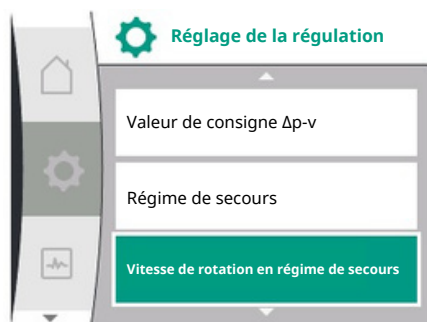 Réglage de la régulation
Valeur de consigne Δp-v
Régime de secours
Vitesse de rotation en régime de secours